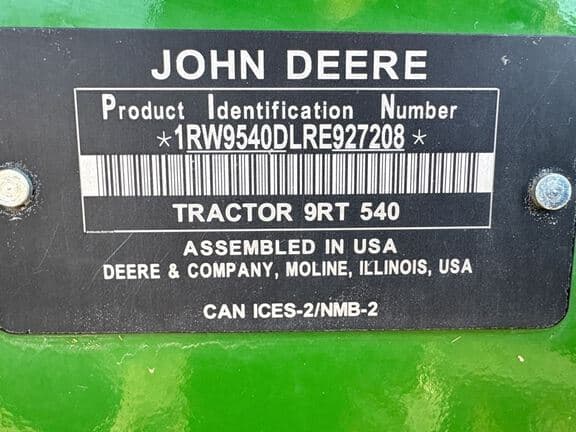 JOHN DEERE
Product Identification Number
*1RW9540DLRE927208*
TRACTOR 9RT 540
ASSEMBLED IN USA
DEERE & COMPANY, MOLINE, ILLINOIS, USA
CAN ICES-2/NMB-2